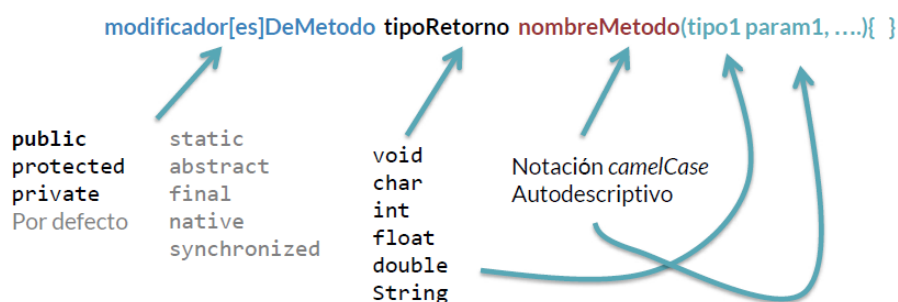 modificador[es]DeMetodo tipoRetorno nombreMetodo(tipo1 param1, ....){ }
public static
protected abstract
private final
Por defecto native
synchronized
void
char
int
float
double
String
Notación camelCase
Autodescriptivo